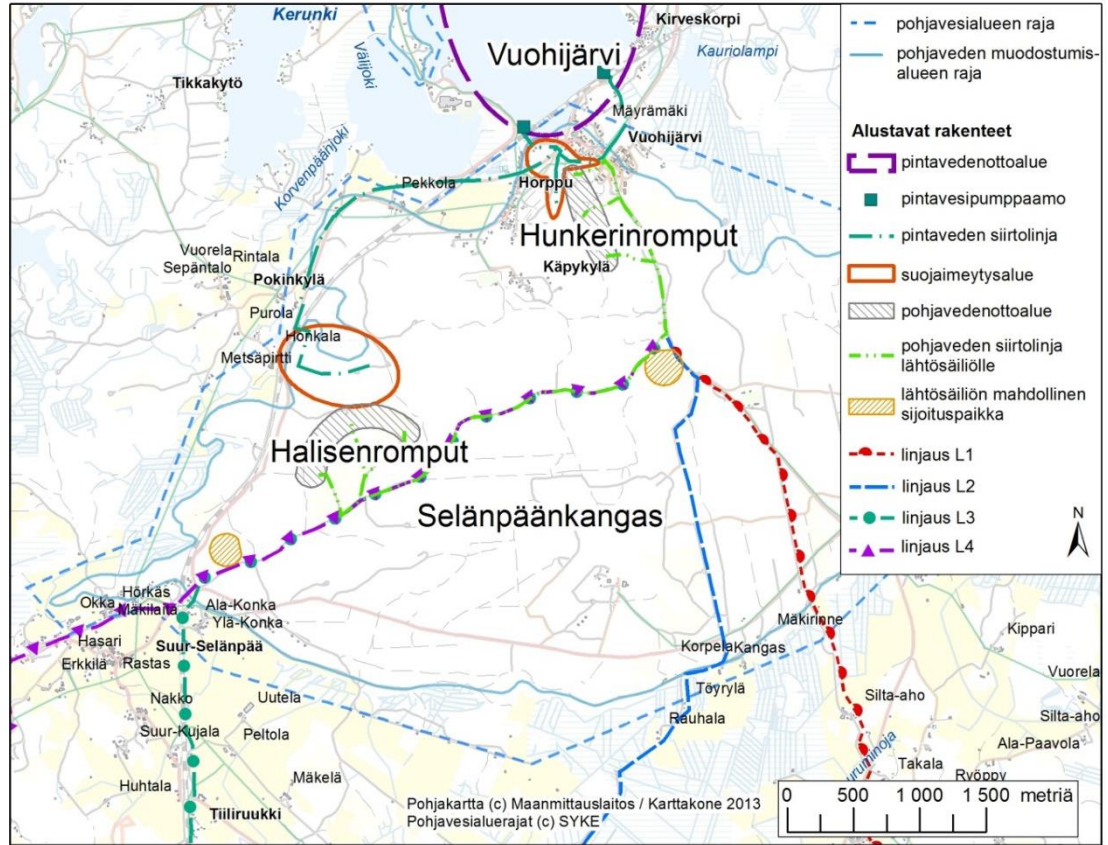 Kerunki
Kirveskorpi
Välijoki
Vuohijärvi
Kauriolampi
Tikkakytö
Mäyrämäki
Vuohijärvi
Korvenpäänjoki
Pekkola
Horppu
Hunkerinromput
Vuorela
Rintala
Sepäntalo
Käpykylä
Pokinkylä
Purola
Honkala
Metsäpirtti
Halisenromput
Selänpäänkangas
Hörkäs
Okka
Mäkilaita
Ala-Konka
Ylä-Konka
Hasari
Suur-Selänpää
Erkkilä
Rastas
Nakko
Uutela
Suur-Kujala
Peltola
Huhtala
Mäkelä
Tiiliruukki
Mäkirinne
Kippari
Korpela
Kangas
Töyrylä
Vuorela
Rauhala
Silta-aho
Silta-aho
Ala-Paavola
Takala
Ryöppy
pohjavesialueen raja
pohjaveden muodostumis-
alueen raja
Alustavat rakenteet
pintavedenottoalue
pintavesipumppaamo
pintaveden siirtolinja
suojaimeytysalue
pohjavedenottoalue
pohjaveden siirtolinja
lähtösäiliölle
lähtösäiliön mahdollinen
sijoituspaikka
linjaus L1
linjaus L2
linjaus L3
linjaus L4
N
0 500 1 000 1 500 metriä
Pohjakartta (c) Maanmittauslaitos / Karttakone 2013
Pohjavesialuerajat (c) SYKE